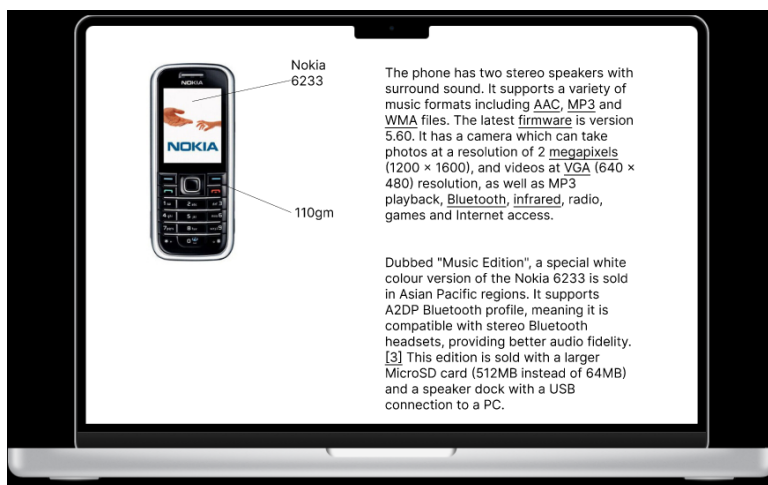 Nokia
6233
NOKIA
NOKIA
110gm
The phone has two stereo speakers with
surround sound. It supports a variety of
music formats including AAC, MP3 and
WMA files. The latest firmware is version
5.60. It has a camera which can take
photos at a resolution of 2 megapixels
(1200 × 1600), and videos at VGA (640 ×
480) resolution, as well as MP3
playback, Bluetooth, infrared, radio,
games and Internet access.
Dubbed "Music Edition", a special white
colour version of the Nokia 6233 is sold
in Asian Pacific regions. It supports
A2DP Bluetooth profile, meaning it is
compatible with stereo Bluetooth
headsets, providing better audio fidelity.
[3] This edition is sold with a larger
MicroSD card (512MB instead of 64MB)
and a speaker dock with a USB
connection to a PC.